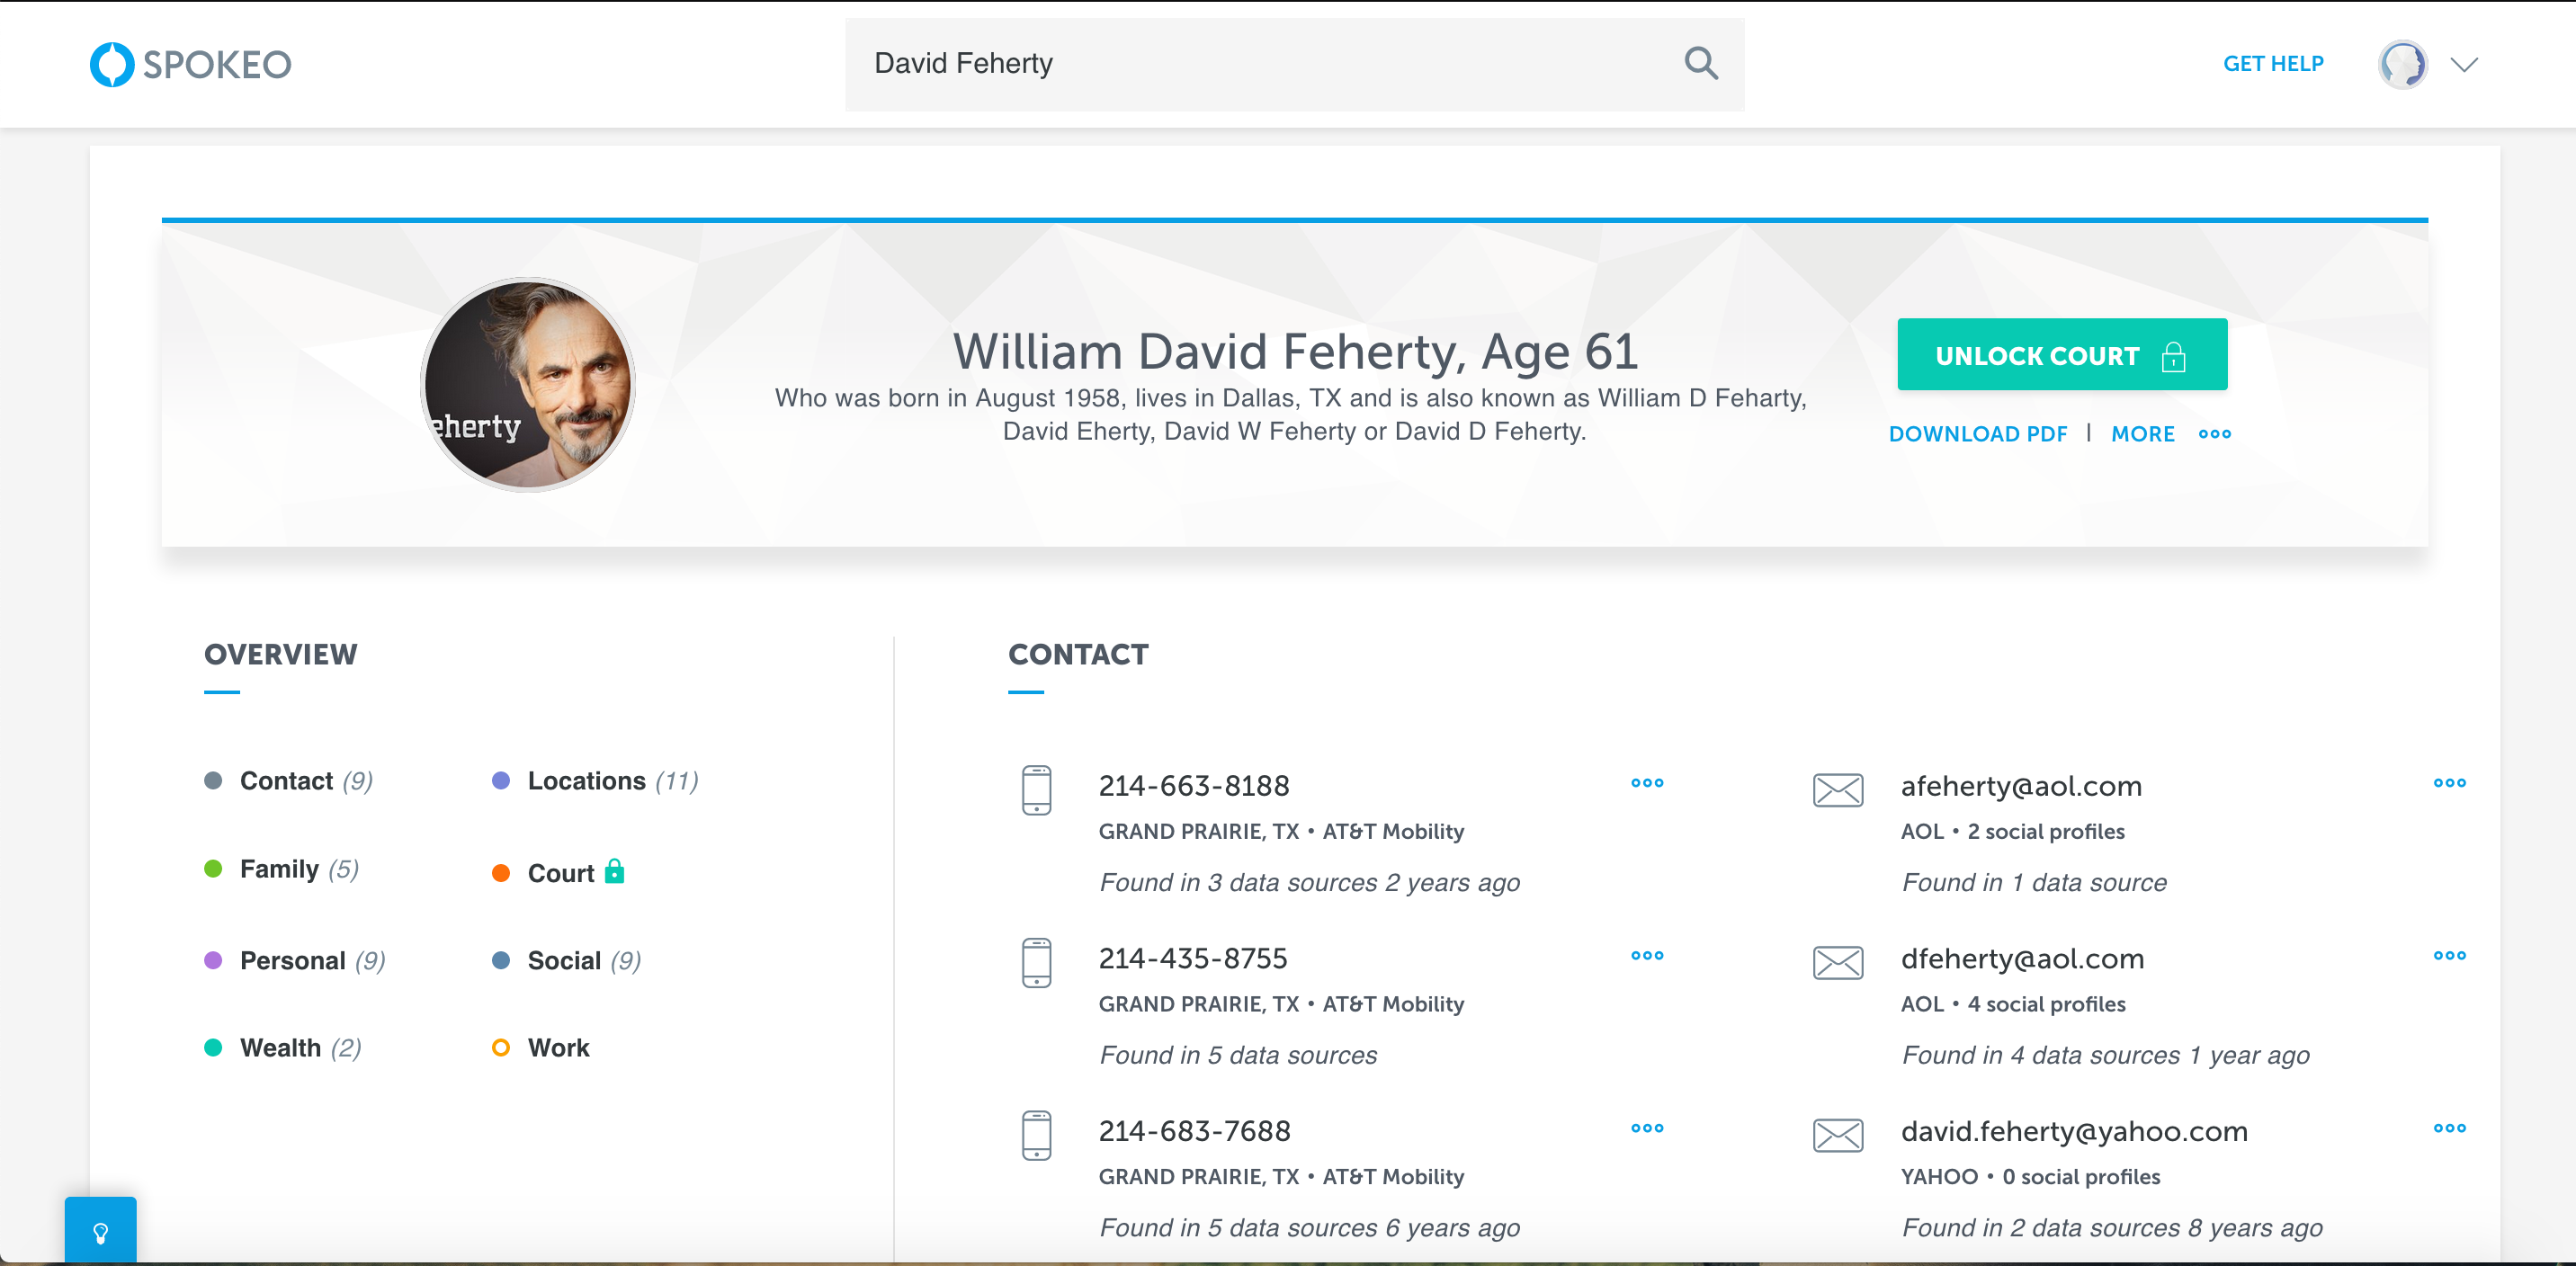 SPOKEO
David Feherty
GET HELP
eherty
William David Feherty, Age 61
Who was born in August 1958, lives in Dallas, TX and is also known as William D Feharty,
David Eherty, David W Feherty or David D Feherty.
UNLOCK COURT
DOWNLOAD PDF | MORE
OVERVIEW
Contact (9)
Locations (11)
Family (5)
Court
Personal (9)
Social (9)
Wealth (2)
Work
CONTACT
214-663-8188
GRAND PRAIRIE, TX • AT&T Mobility
Found in 3 data sources 2 years ago
afeherty@aol.com
AOL • 2 social profiles
Found in 1 data source
214-435-8755
GRAND PRAIRIE, TX • AT&T Mobility
Found in 5 data sources
dfeherty@aol.com
AOL • 4 social profiles
Found in 4 data sources 1 year ago
214-683-7688
GRAND PRAIRIE, TX • AT&T Mobility
Found in 5 data sources 6 years ago
david.feherty@yahoo.com
YAHOO • 0 social profiles
Found in 2 data sources 8 years ago